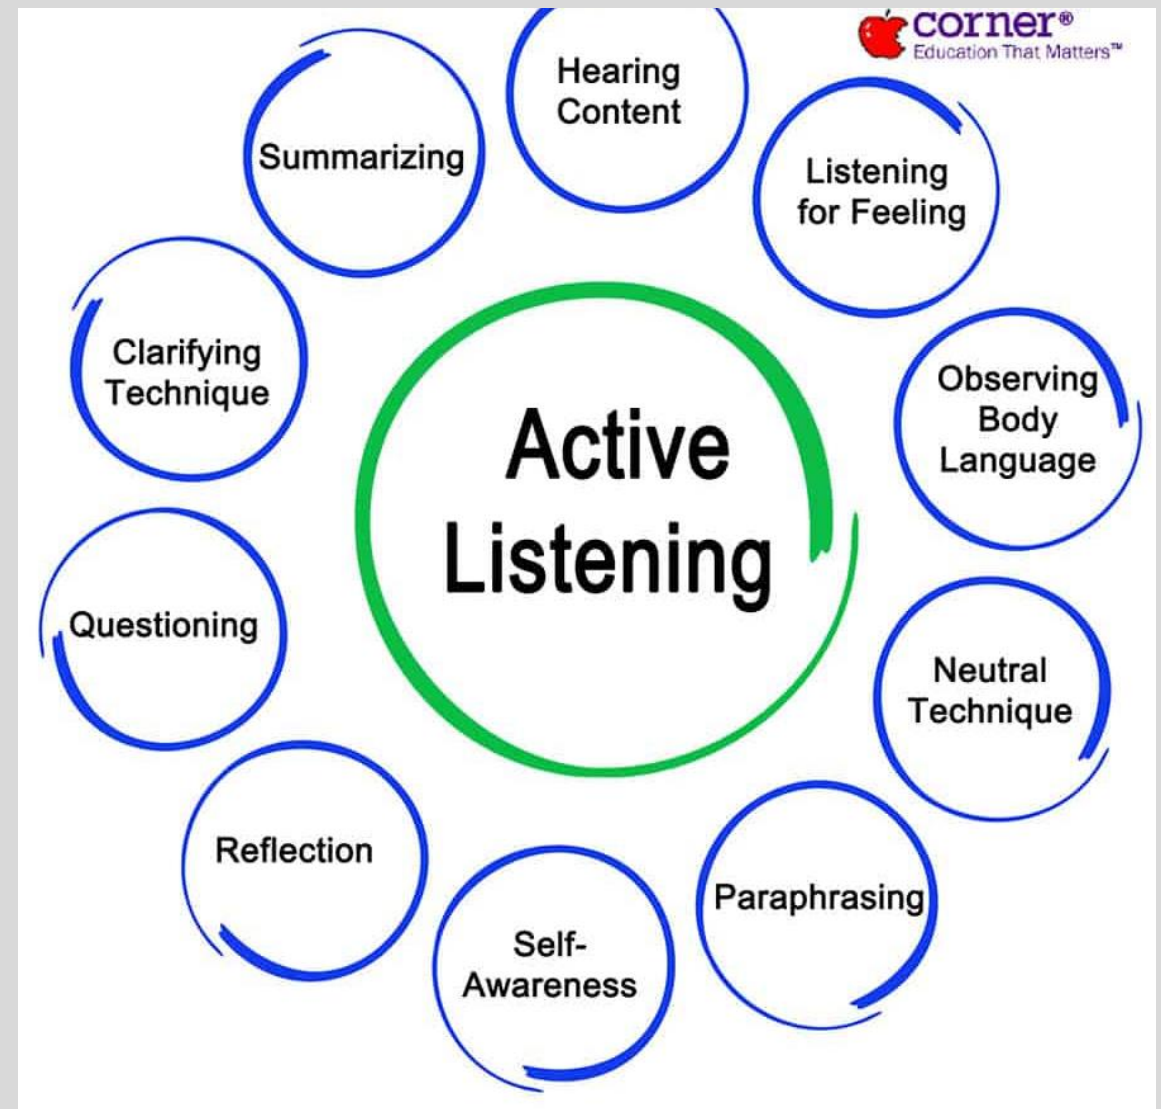 corner®
Education That Matters™
Hearing
Content
Summarizing
Listening
for Feeling
Clarifying
Technique
Observing
Body
Language
Active
Listening
Questioning
Neutral
Technique
Reflection
Paraphrasing
Self-
Awareness